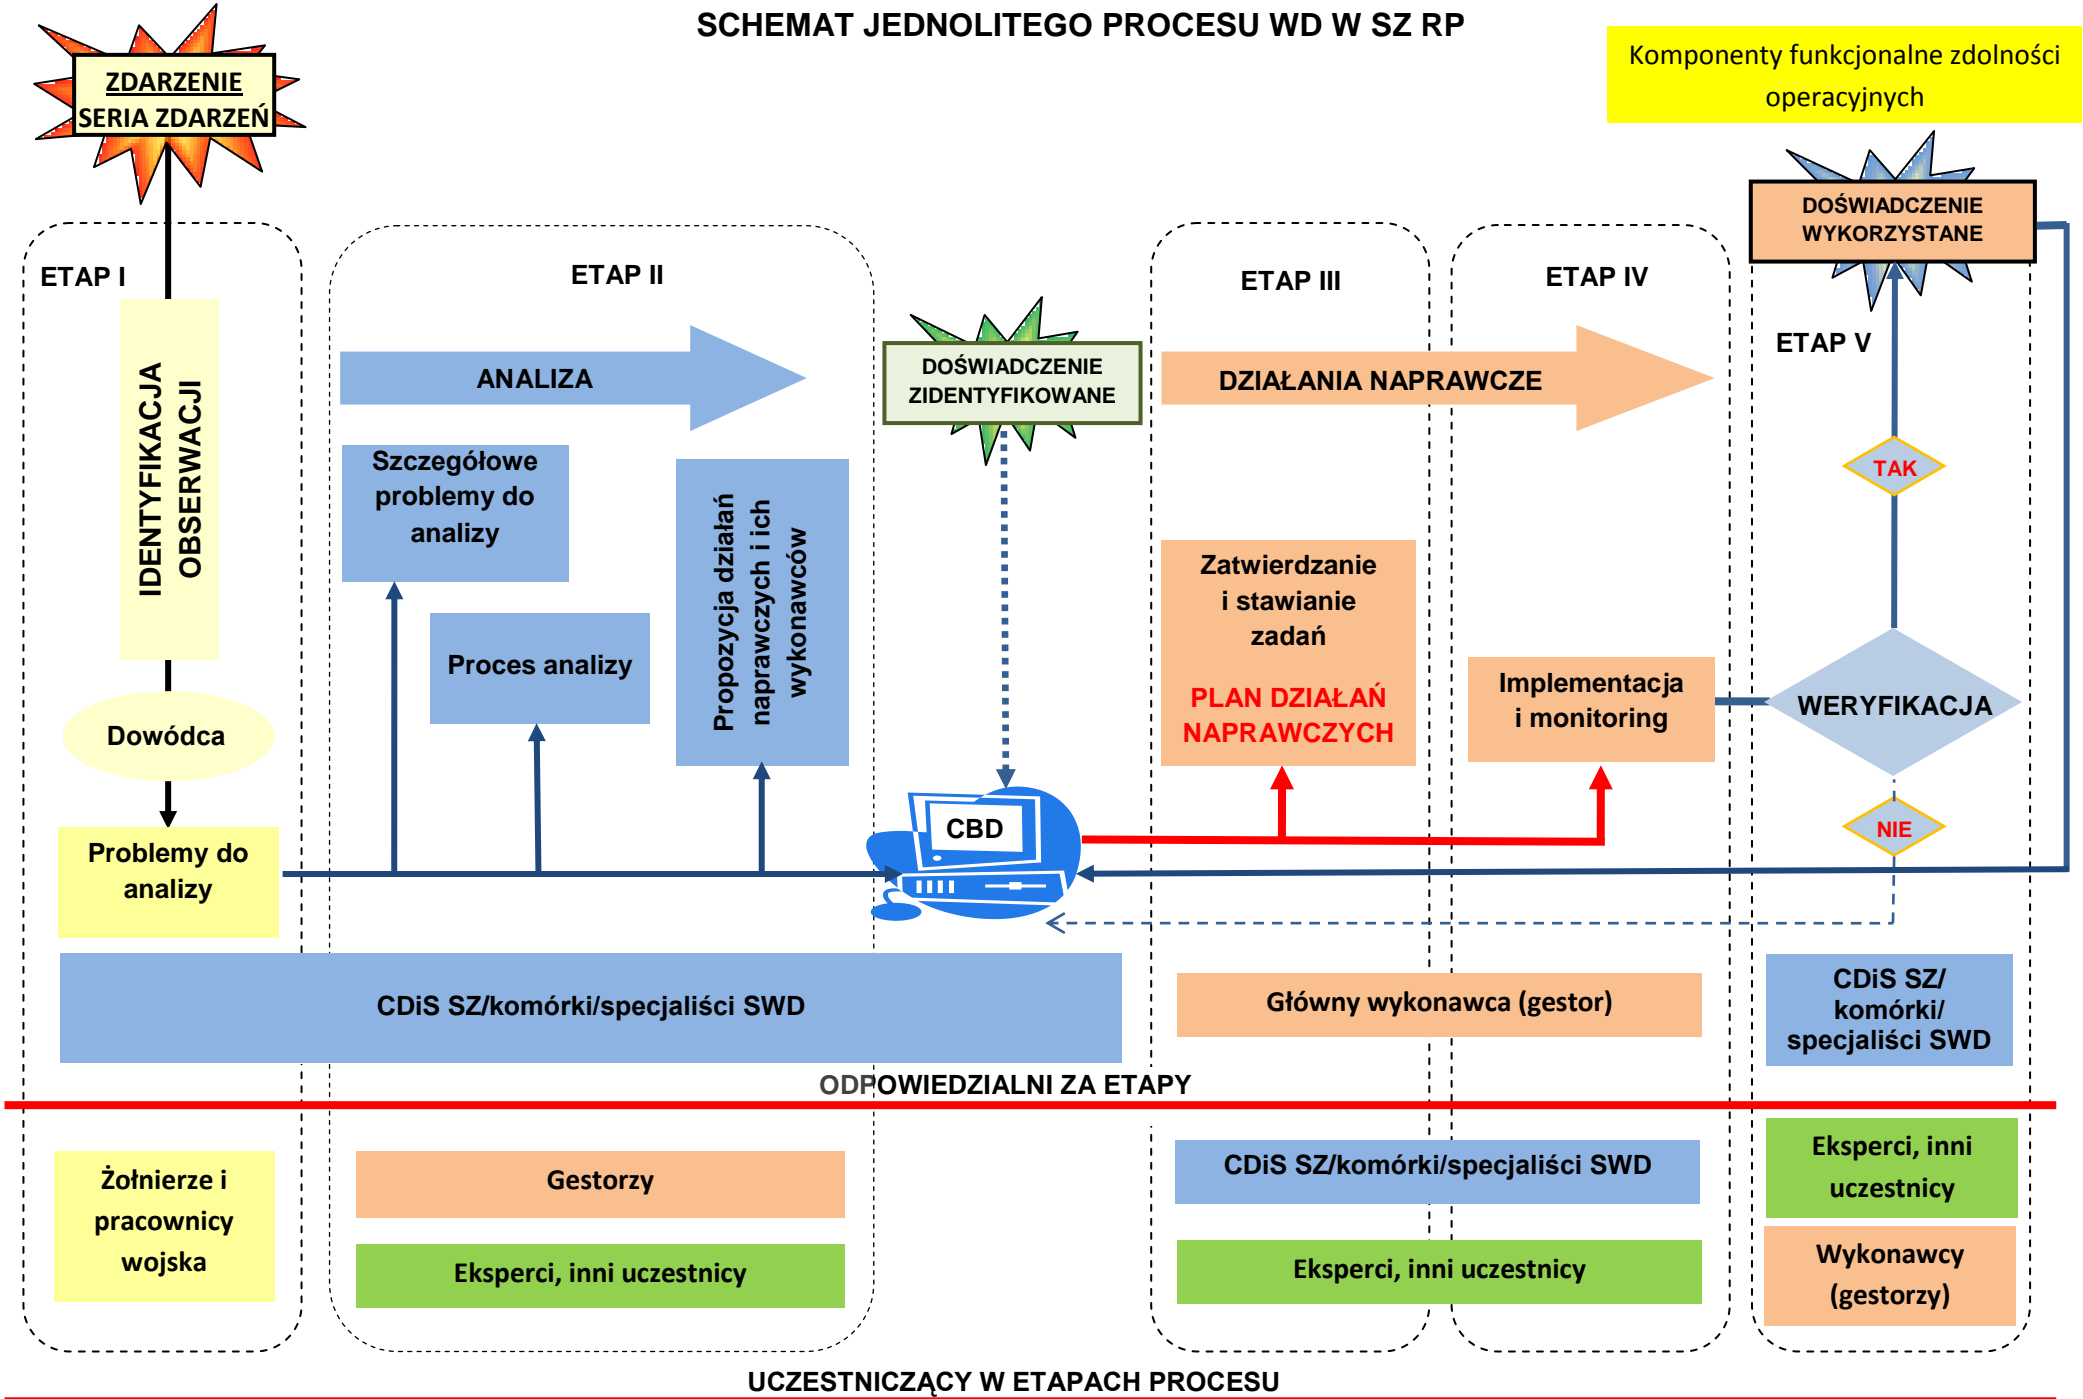 SCHEMAT JEDNOLITEGO PROCESU WD W SZ RP
ZDARZENIE
SERIA ZDARZEŃ
Komponenty funkcjonalne zdolności
operacyjnych
DOŚWIADCZENIE
WYKORZYSTANE
ETAP I
IDENTYFIKACJA
OBSERWACJI
Dowódca
Problemy do
analizy
ETAP II
ANALIZA
Szczegółowe
problemy do
analizy
Proces analizy
Propozycja działań
naprawczych i ich
wykonawców
DOŚWIADCZENIE
ZIDENTYFIKOWANE
CBD
ETAP III
ETAP IV
DZIAŁANIA NAPRAWCZE
Zatwierdzanie
i stawianie
zadań
PLAN DZIAŁAŃ
NAPRAWCZYCH
Implementacja
i monitoring
ETAP V
TAK
WERYFIKACJA
NIE
CDiS SZ/komórki/specjaliści SWD
Główny wykonawca (gestor)
CDiS SZ/
komórki/
specjaliści SWD
ODPOWIEDZIALNI ZA ETAPY
Żołnierze i
pracownicy
wojska
Gestorzy
Eksperci, inni uczestnicy
CDiS SZ/komórki/specjaliści SWD
Eksperci, inni uczestnicy
Eksperci, inni
uczestnicy
Wykonawcy
(gestorzy)
UCZESTNICZĄCY W ETAPACH PROCESU